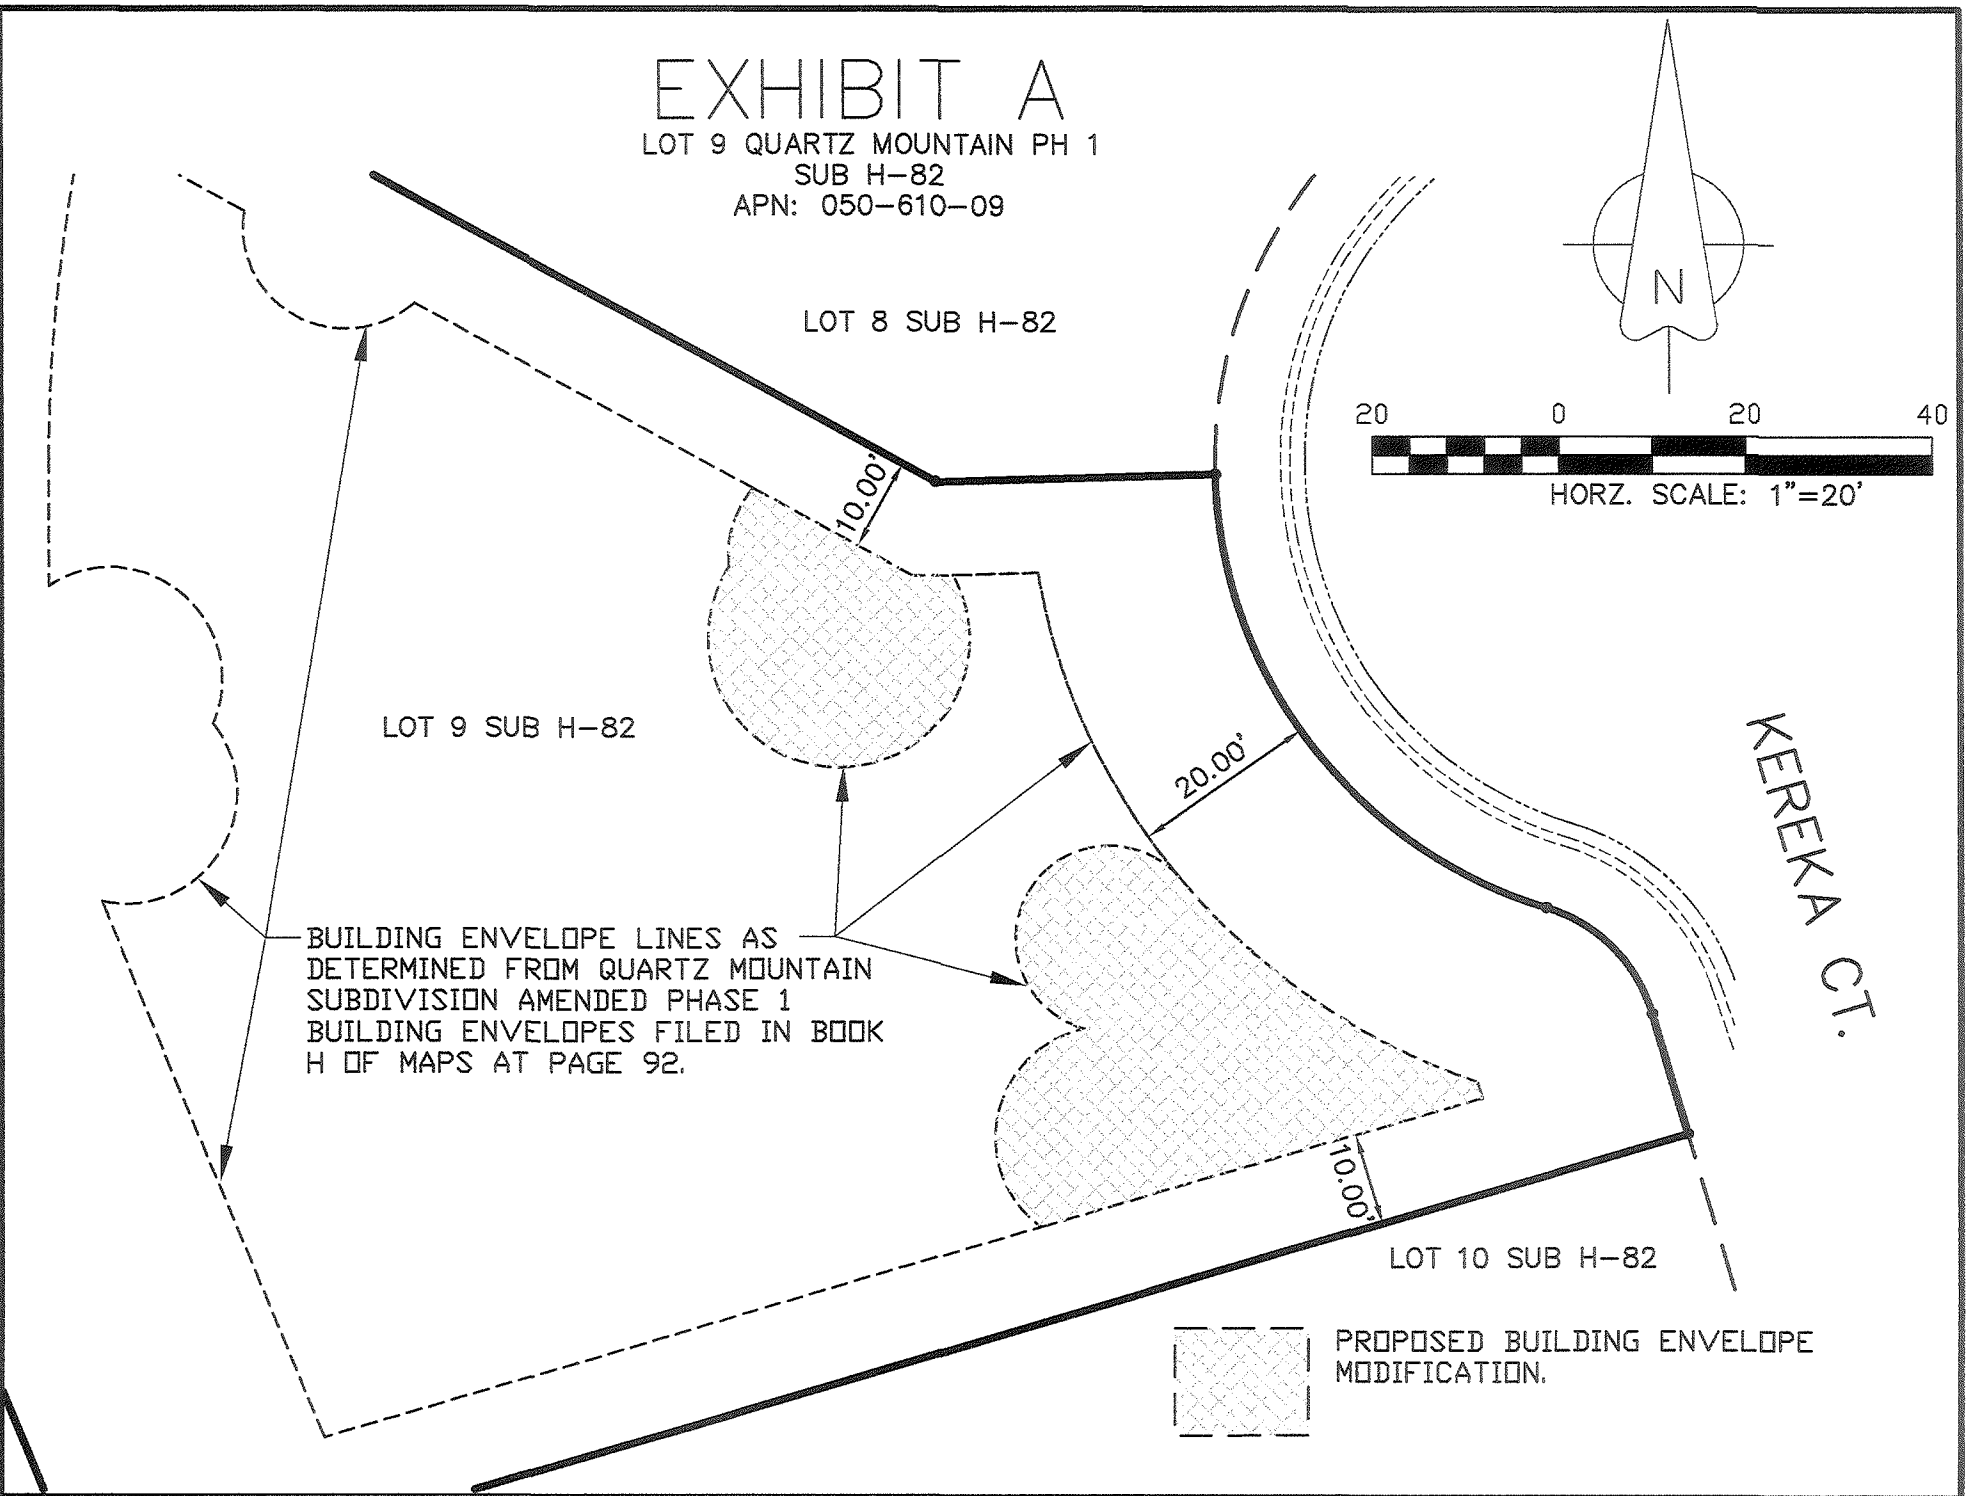 EXHIBIT A
LOT 9 QUARTZ MOUNTAIN PH 1
SUB H-82
APN: 050-610-09
LOT 8 SUB H-82
N
20 0 20 40
HORZ. SCALE: 1"=20'
10.00'
LOT 9 SUB H-82
20.00'
KEREKA CT.
BUILDING ENVELOPE LINES AS
DETERMINED FROM QUARTZ MOUNTAIN
SUBDIVISION AMENDED PHASE 1
BUILDING ENVELOPES FILED IN BOOK
H OF MAPS AT PAGE 92.
10.00'
LOT 10 SUB H-82
PROPOSED BUILDING ENVELOPE
MODIFICATION.